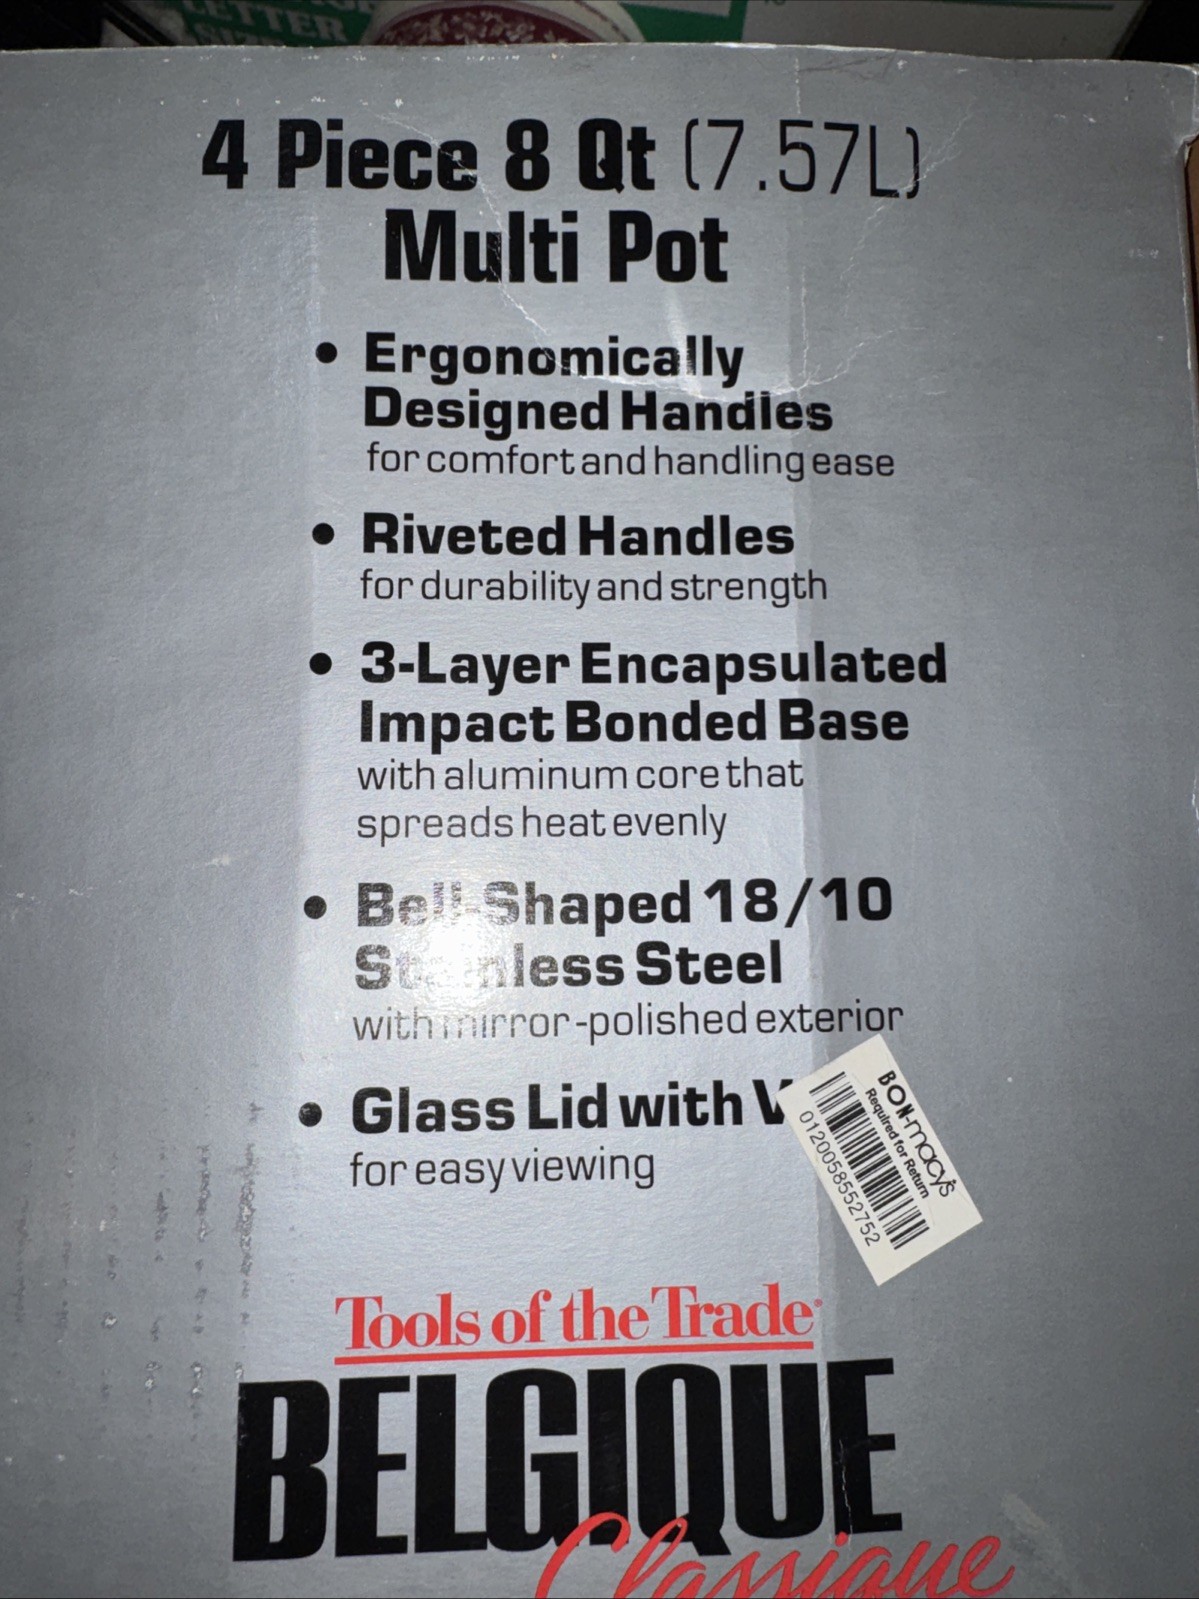 LETTER
4 Piece 8 Qt (7.57L)
Multi Pot
• Ergonomically
Designed Handles
for comfort and handling ease
• Riveted Handles
for durability and strength
• 3-Layer Encapsulated
Impact Bonded Base
with aluminum core that
spreads heat evenly
• Bell-Shaped 18/10
Stainless Steel
with mirror-polished exterior
• Glass Lid with
for easy viewing
BON-macy's
Required for Return
0120058552752
Tools of the Trade®
BELGIQUE
Classique